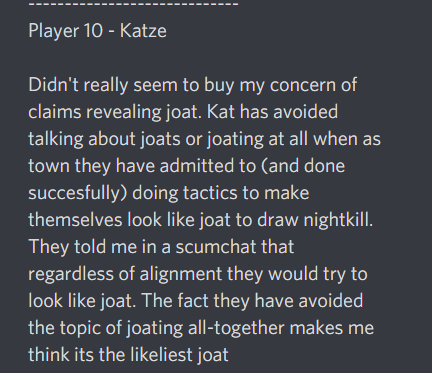 ------------------------------
Player 10 - Katze
Didn't really seem to buy my concern of
claims revealing joat. Kat has avoided
talking about joats or joating at all when as
town they have admitted to (and done
succesfully) doing tactics to make
themselves look like joat to draw nightkill.
They told me in a scumchat that
regardless of alignment they would try to
look like joat. The fact they have avoided
the topic of joating all-together makes me
think its the likeliest joat